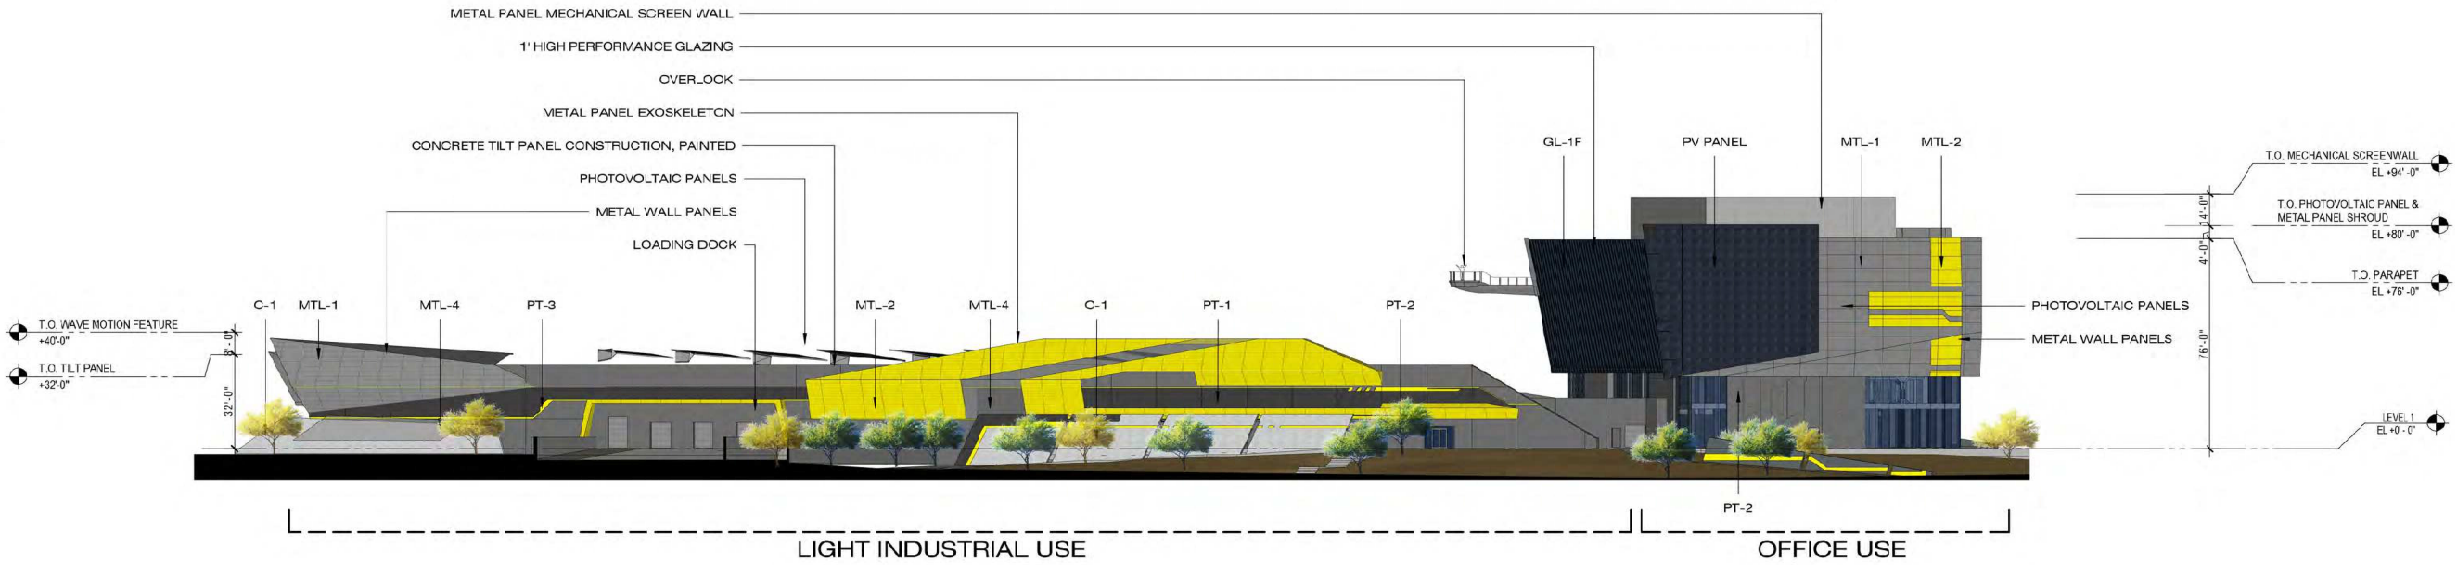 METAL PANEL MECHANICAL SCREEN WALL
1" HIGH PERFORMANCE GLAZING
OVERLOOK
METAL PANEL EXOSKELETON
CONCRETE TILT PANEL CONSTRUCTION, PAINTED
PHOTOVOLTAIC PANELS
METAL WALL PANELS
LOADING DOCK
GL-1F
PV PANEL
MTL-1
MTL-2
T.O. MECHANICAL SCREENWALL
EL +94'-0"
T.O. PHOTOVOLTAIC PANEL &
METAL PANEL SHROUD
EL +80'-0"
T.O. PARAPET
EL +76'-0"
14'-0"
4'-0"
76'-0"
PHOTOVOLTAIC PANELS
METAL WALL PANELS
C-1
MTL-1
MTL-4
PT-3
MTL-2
MTL-4
C-1
PT-1
PT-2
T.O. WAVE MOTION FEATURE
+40'-0"
T.O. TILT PANEL
+32'-0"
32'-0"
LEVEL 1
EL +0'-0"
PT-2
LIGHT INDUSTRIAL USE
OFFICE USE